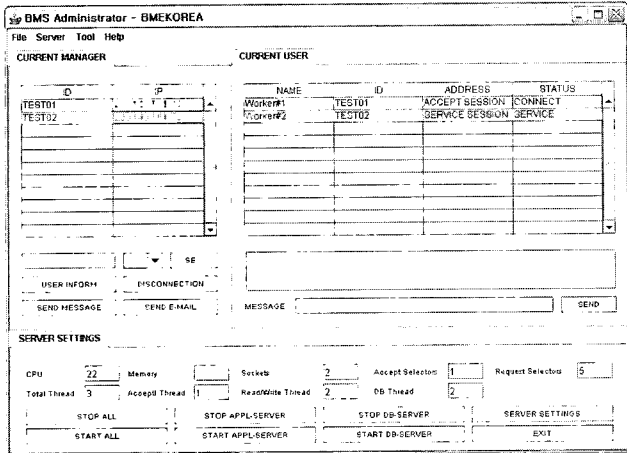 BMS Administrator - BMEKOREA
File Server Tool Help
CURRENT MANAGER CURRENT USER
ID IP NAME ID ADDRESS STATUS
TEST01 Worker#1 TEST01 ACCEPT SESSION CONNECT
TEST02 Worker#2 TEST02 SERVICE SESSION SERVICE
SE
USER INFORM DISCONNECTION
SEND MESSAGE SEND E-MAIL MESSAGE SEND
SERVER SETTINGS
CPU 22 Memory Sockets 2 Accept Selectors 1 Request Selectors 5
Total Thread 3 Acceptl Thread 1 Read/Write Thread 2 DB Thread 2
STOP ALL STOP APPL-SERVER STOP DB-SERVER SERVER SETTINGS
START ALL START APPL-SERVER START DB-SERVER EXIT